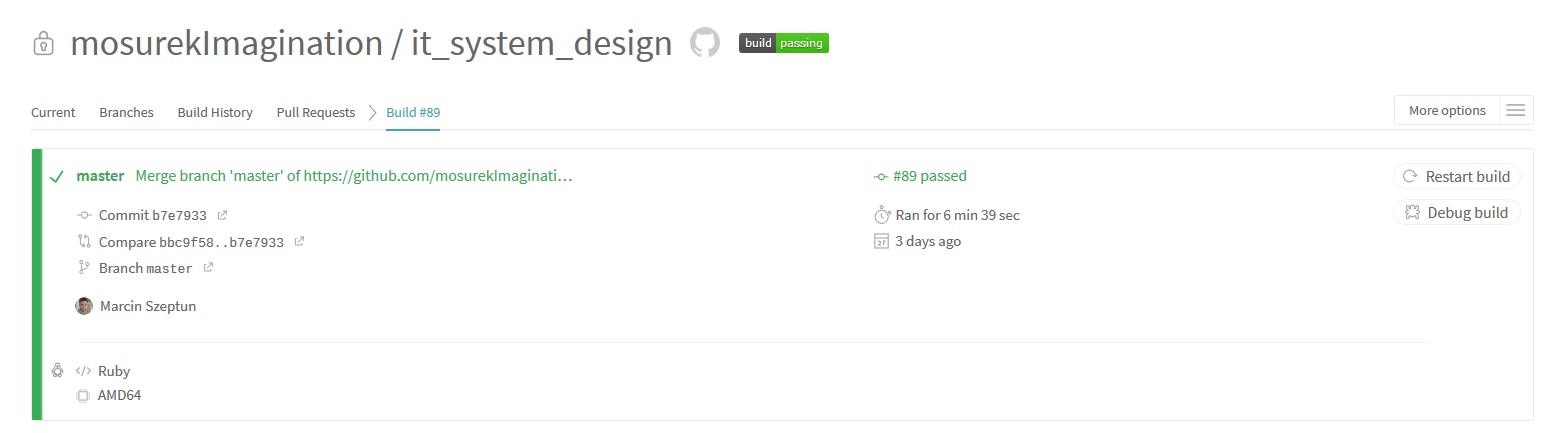 mosurekImagination / it_system_design build passing
Current Branches Build History Pull Requests Build #89 More options
master Merge branch 'master' of https://github.com/mosurekImaginati… #89 passed Restart build
Commit b7e7933 Ran for 6 min 39 sec Debug build
Compare bbc9f58..b7e7933 3 days ago
Branch master
Marcin Szeptun
</> Ruby
AMD64